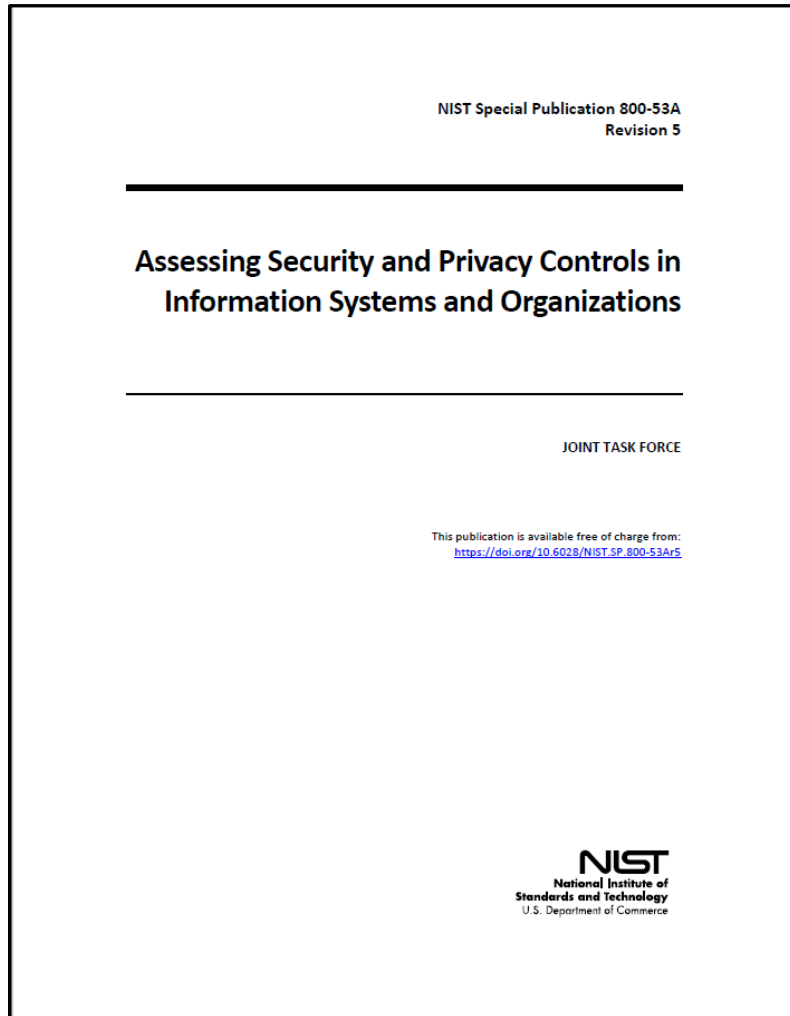 NIST Special Publication 800-53A
Revision 5
Assessing Security and Privacy Controls in
Information Systems and Organizations
JOINT TASK FORCE
This publication is available free of charge from:
https://doi.org/10.6028/NIST.SP.800-53Ar5
NIST
National Institute of
Standards and Technology
U.S. Department of Commerce